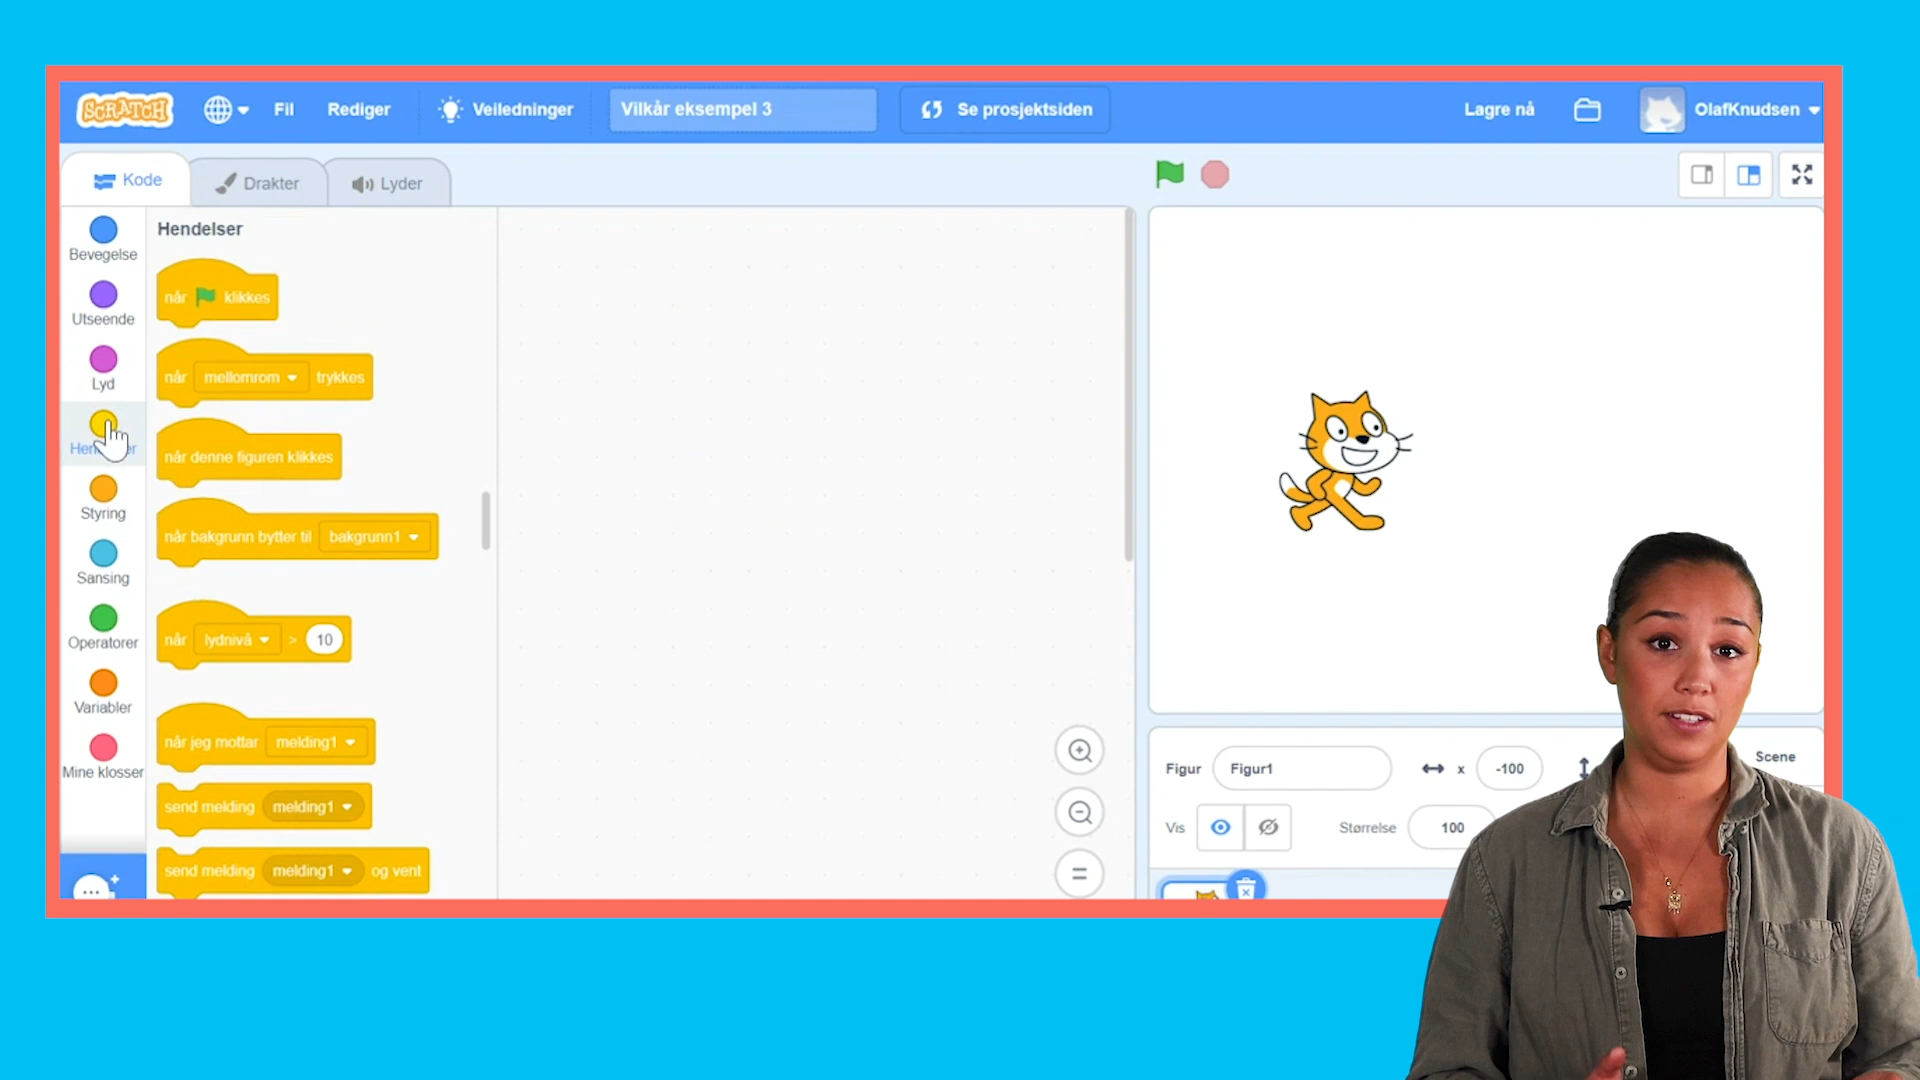 SCRATCH Fil Rediger Veiledninger Vilkår eksempel 3 Se prosjektsiden Lagre nå OlafKnudsen
Kode Drakter Lyder
Bevegelse
Utseende
Lyd
Styring
Sansing
Operatorer
Variabler
Mine klosser
Hendelser
når klikkes
når mellomrom trykkes
når denne figuren klikkes
når bakgrunn bytter til bakgrunn1
når lydnivå > 10
når jeg mottar melding1
send melding melding1
send melding melding1 og vent
Figur Figur1 x -100
Vis Størrelse 100
Scene